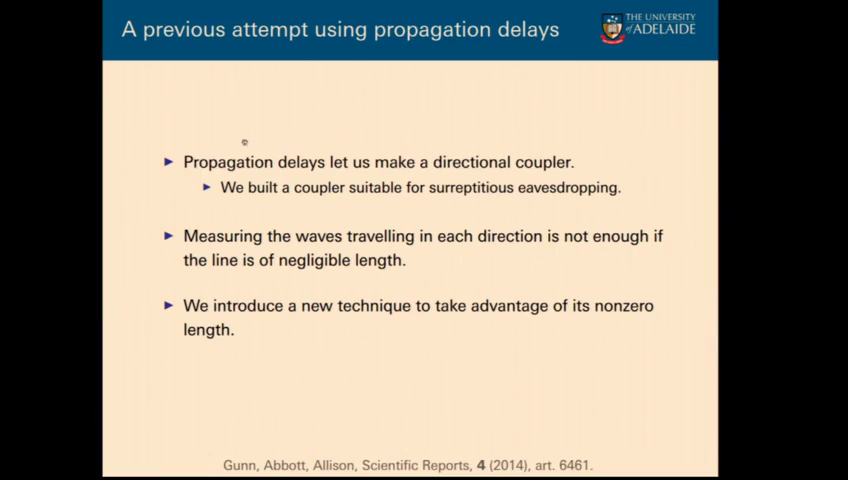 A previous attempt using propagation delays
THE UNIVERSITY
of ADELAIDE
Propagation delays let us make a directional coupler.
We built a coupler suitable for surreptitious eavesdropping.
Measuring the waves travelling in each direction is not enough if
the line is of negligible length.
We introduce a new technique to take advantage of its nonzero
length.
Gunn, Abbott, Allison, Scientific Reports, 4 (2014), art. 6461.